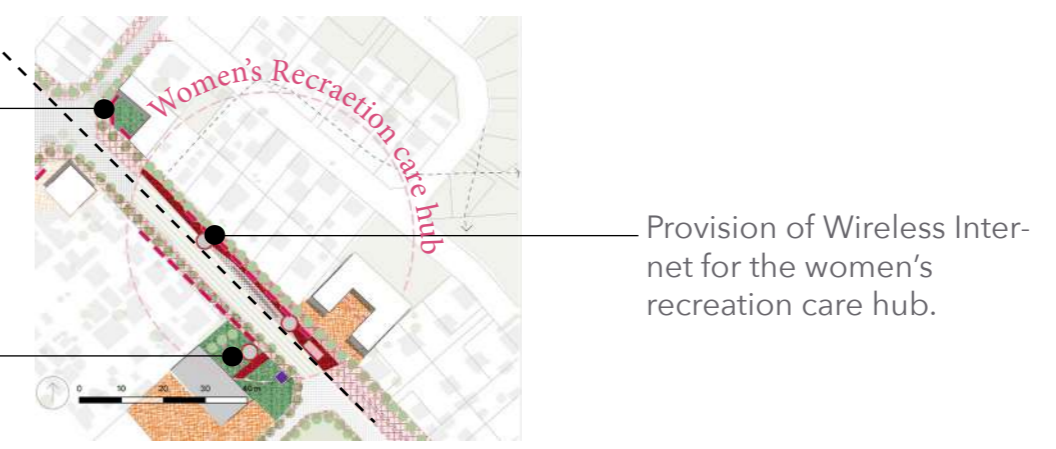 Women's Recraetion care hub
Provision of Wireless Inter-
net for the women's
recreation care hub.
0 10 20 30 40 m